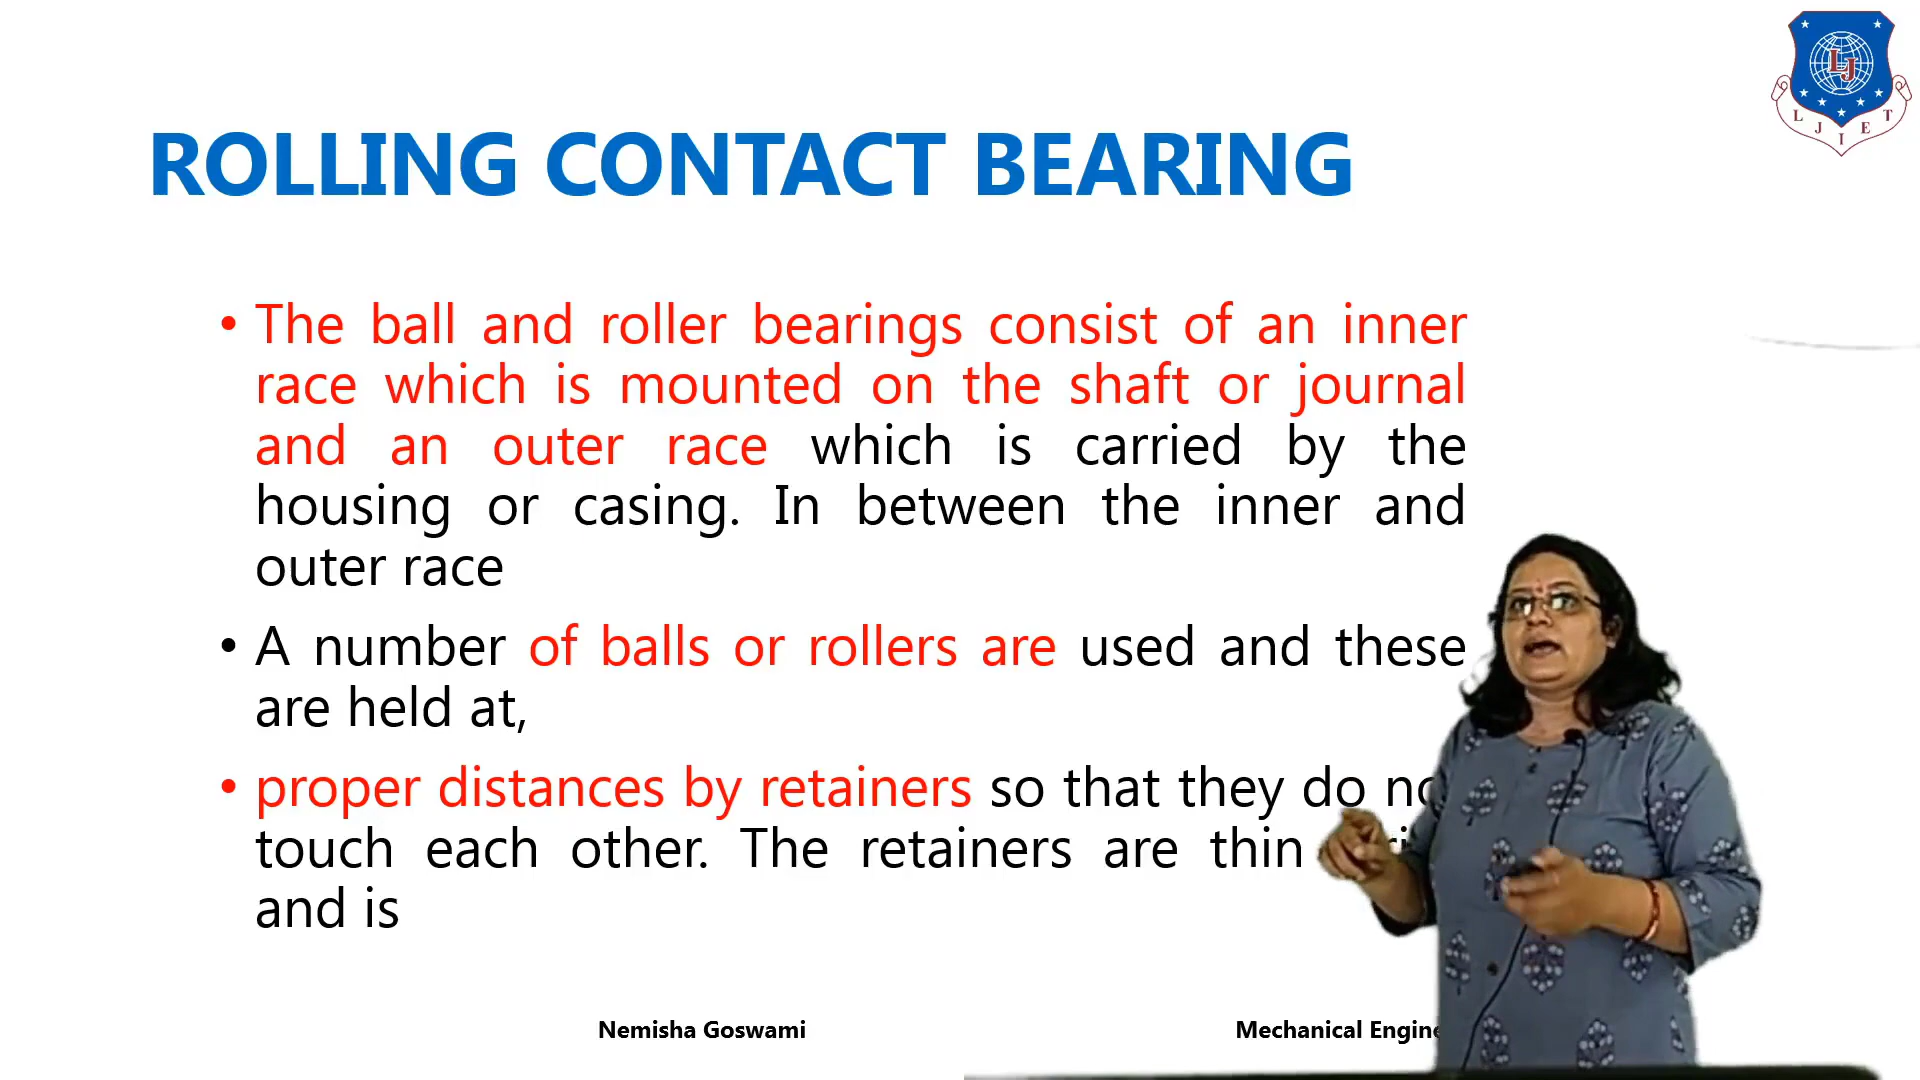 LJ
LJIET
ROLLING CONTACT BEARING
• The ball and roller bearings consist of an inner
race which is mounted on the shaft or journal
and an outer race which is carried by the
housing or casing. In between the inner and
outer race
• A number of balls or rollers are used and these
are held at,
• proper distances by retainers so that they do
touch each other. The retainers are thin
and is
Nemisha Goswami
Mechanical